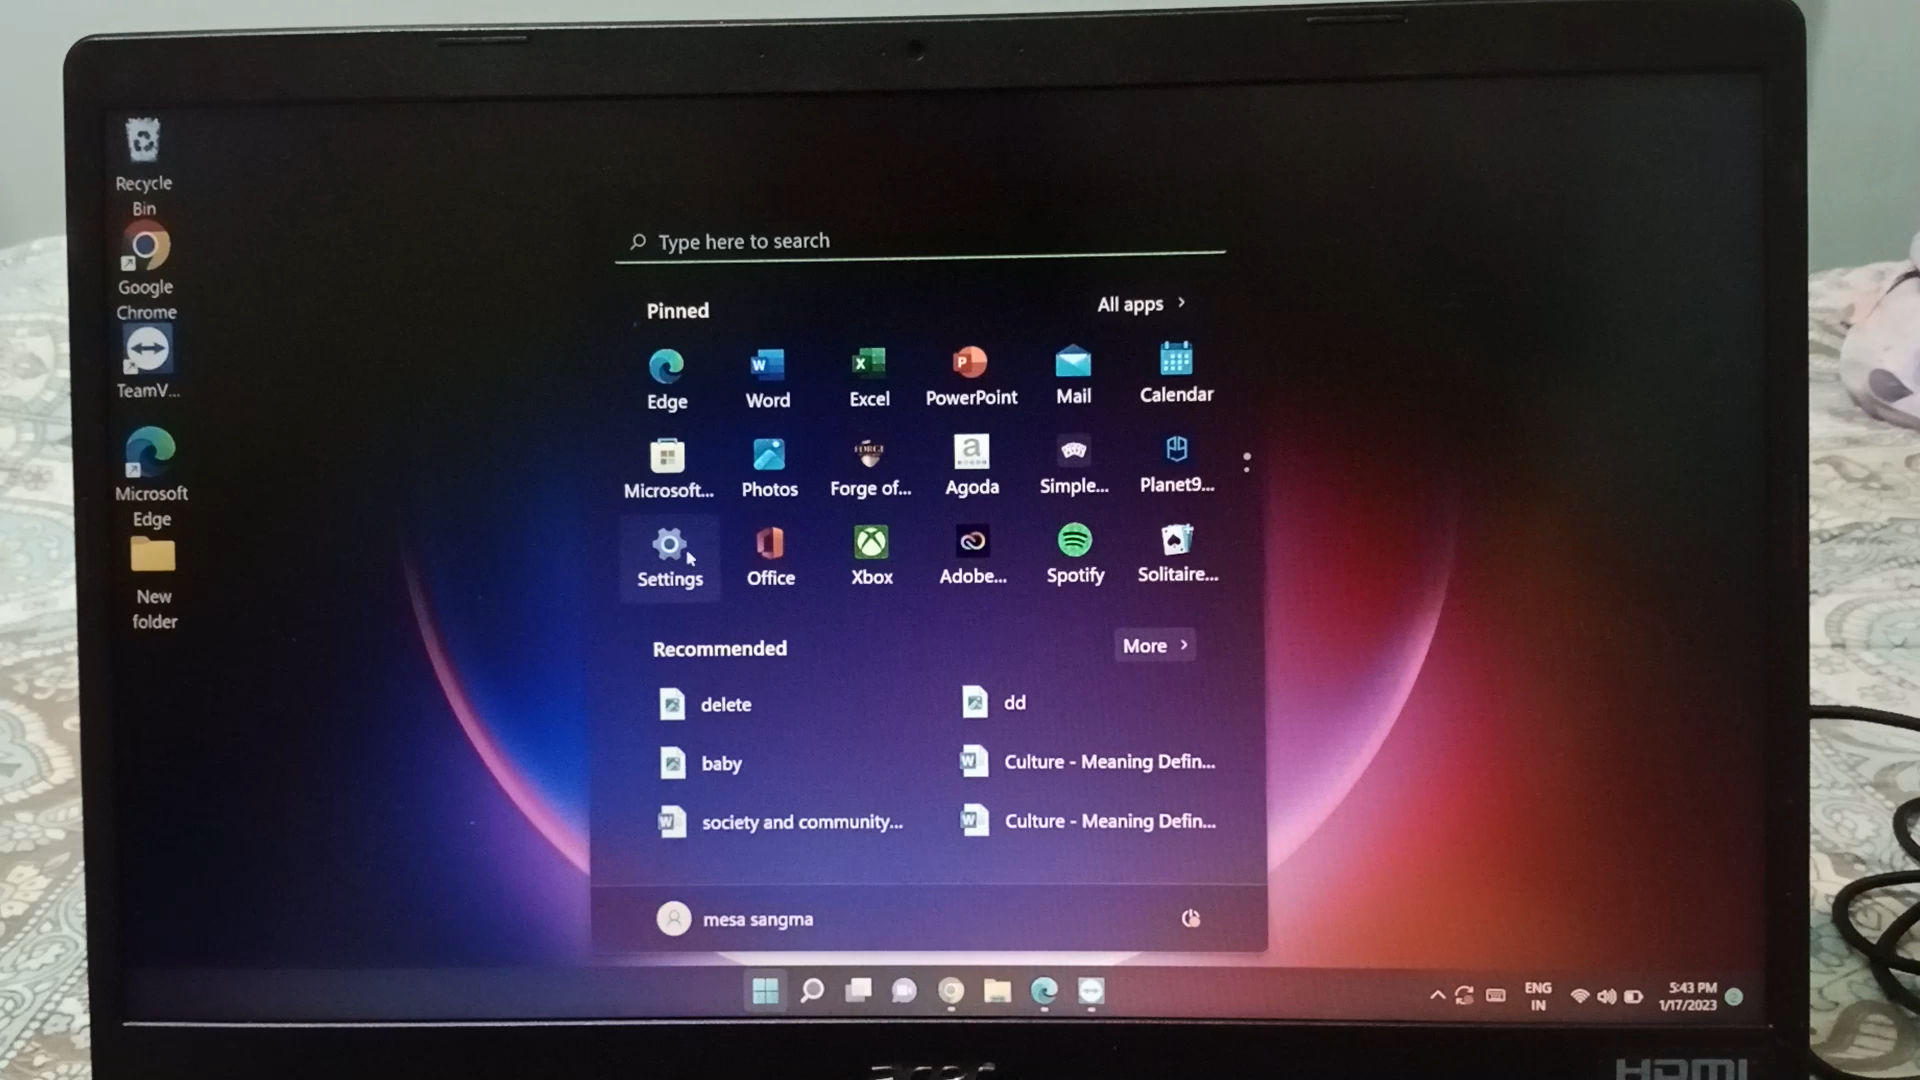 Recycle
Bin
Google
Chrome
TeamV...
Microsoft
Edge
New
folder
Type here to search
Pinned
All apps >
Edge
Word
Excel
PowerPoint
Mail
Calendar
Microsoft...
Photos
Forge of...
Agoda
Simple...
Planet9...
Settings
Office
Xbox
Adobe...
Spotify
Solitaire...
Recommended
More >
delete
dd
baby
Culture - Meaning Defin...
society and community...
Culture - Meaning Defin...
mesa sangma
ENG
IN
5:43 PM
1/17/2023
2
acer
HDMI